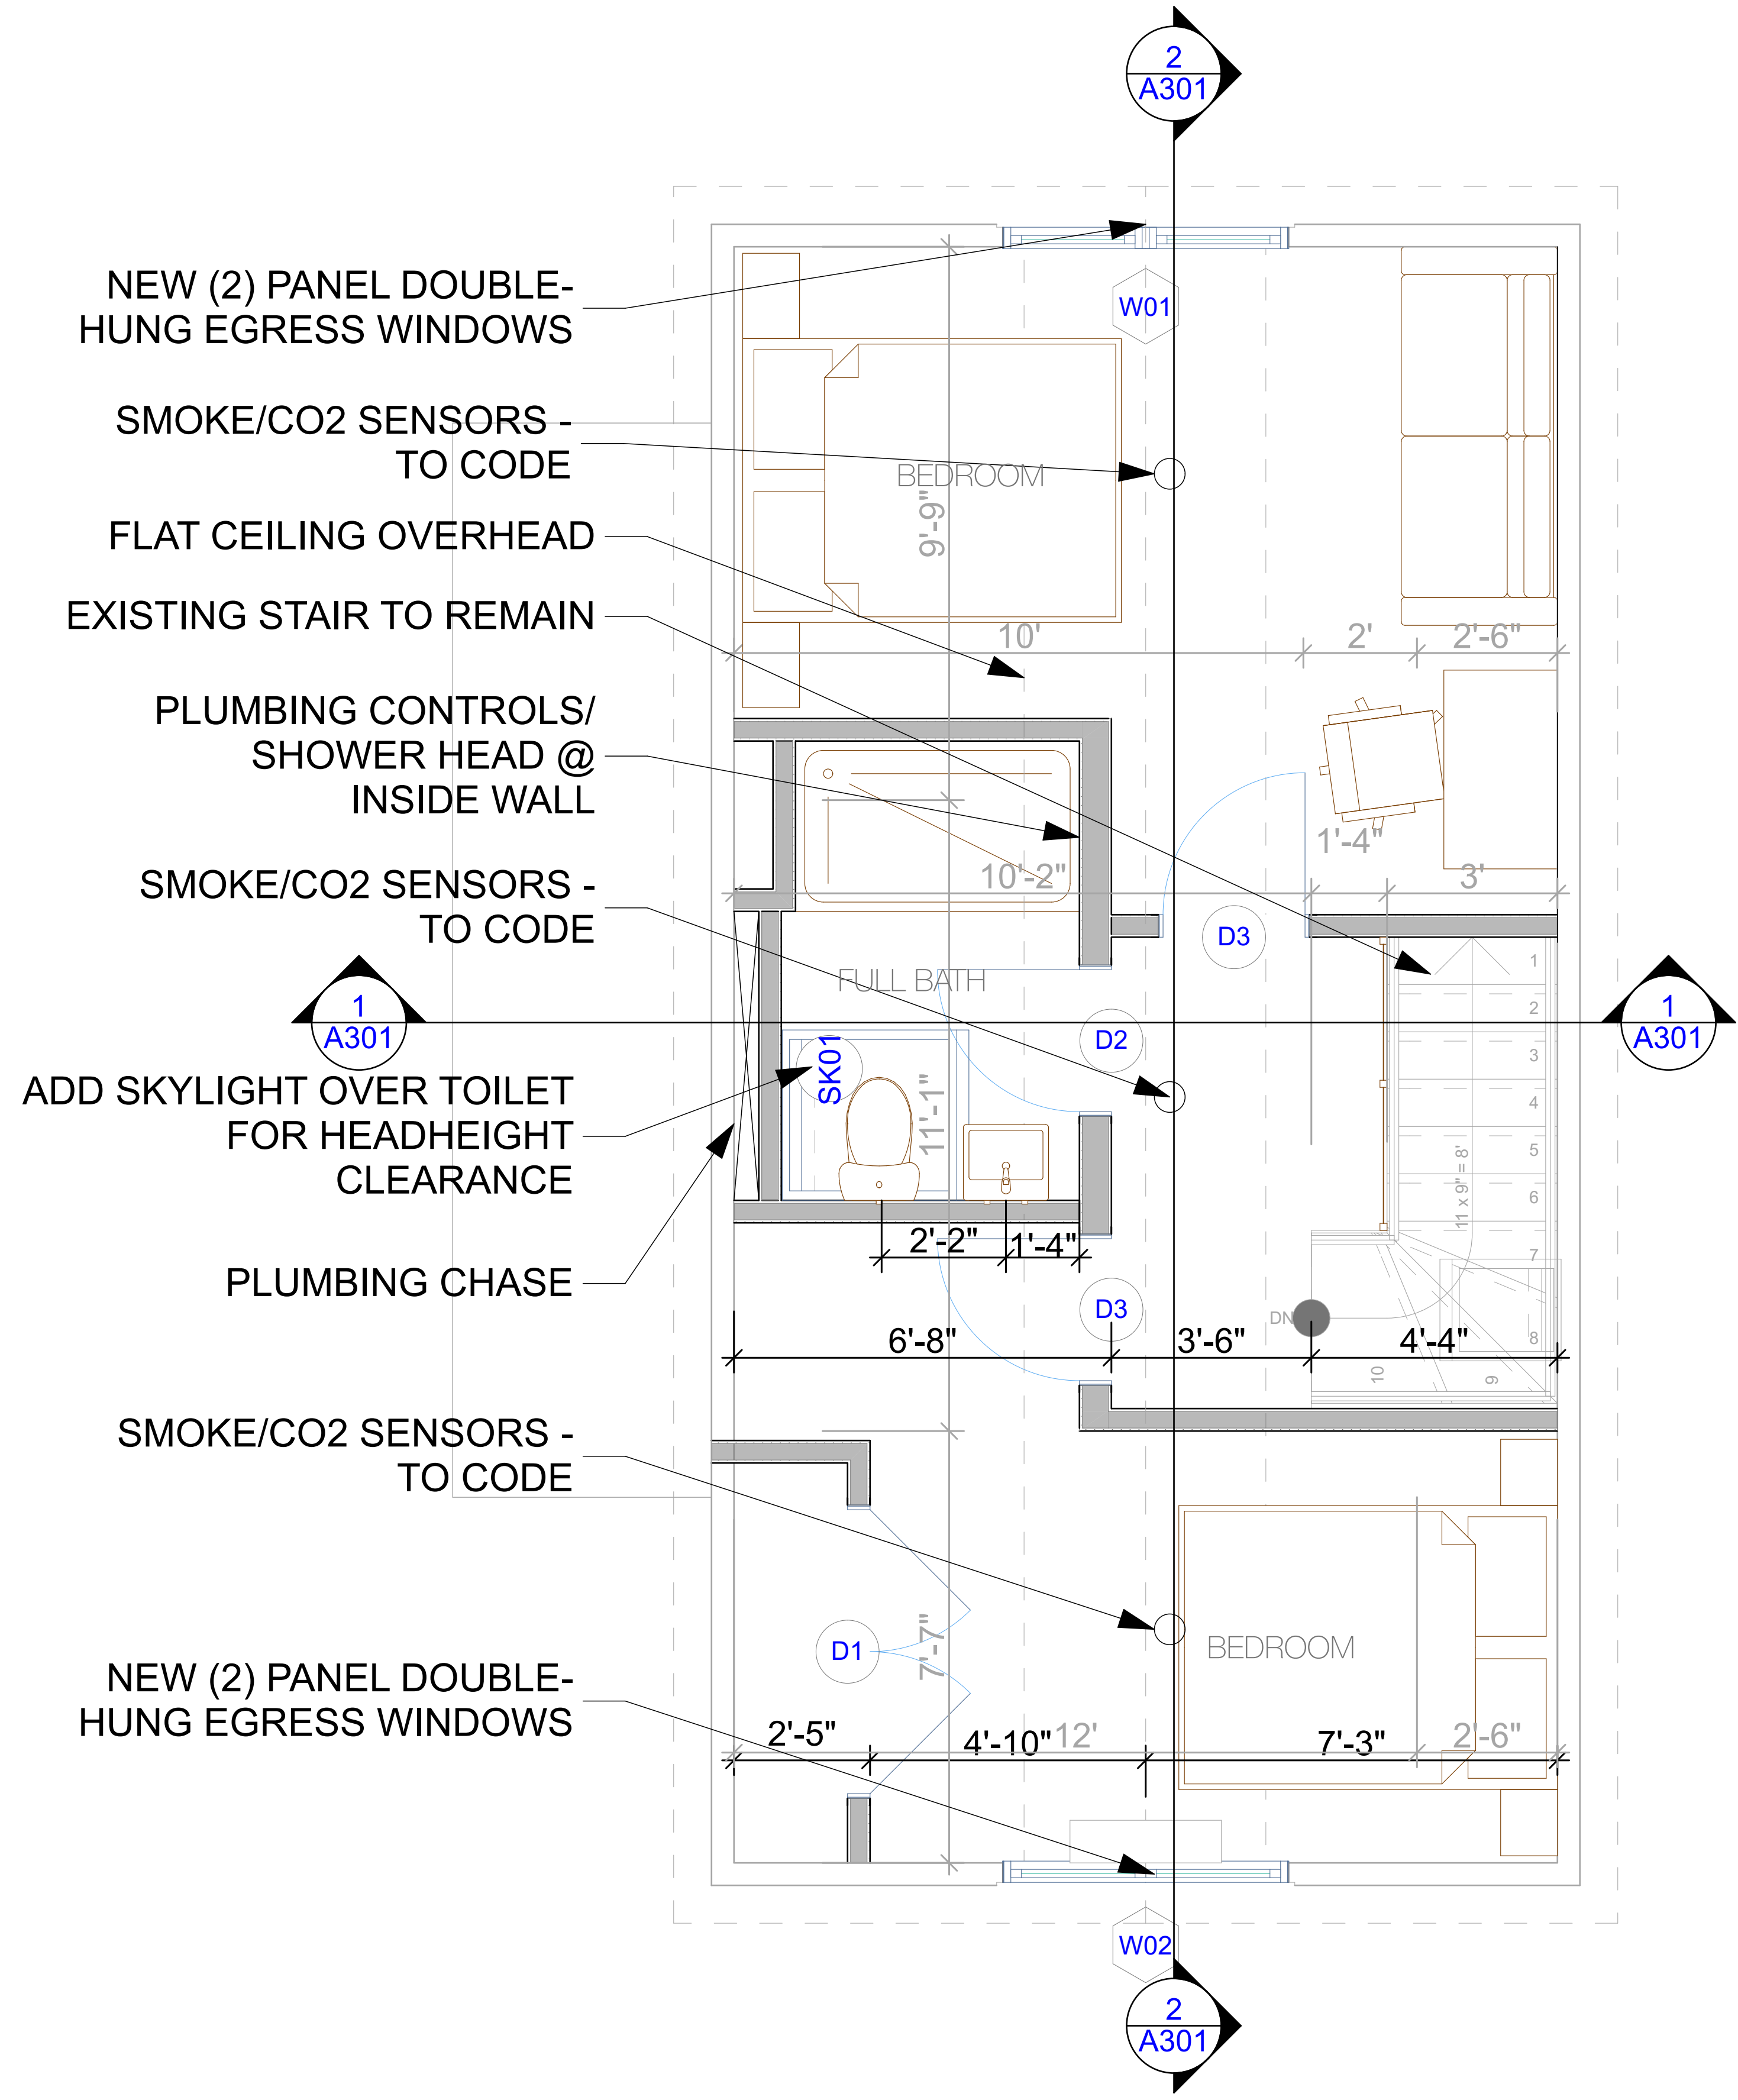 2
A301
NEW (2) PANEL DOUBLE-
HUNG EGRESS WINDOWS
W01
SMOKE/CO2 SENSORS -
TO CODE
BEDROOM
9'-9"
FLAT CEILING OVERHEAD
EXISTING STAIR TO REMAIN
10'
2'
2'-6"
PLUMBING CONTROLS/
SHOWER HEAD @
INSIDE WALL
1'-4"
10'-2"
3'
SMOKE/CO2 SENSORS -
TO CODE
D3
FULL BATH
1
2
3
4
5
6
7
8
9
10
11 x 9" = 8'
1
A301
D2
1
A301
SK01
ADD SKYLIGHT OVER TOILET
FOR HEADHEIGHT
CLEARANCE
11'-1"
2'-2"
1'-4"
PLUMBING CHASE
D3
DN
6'-8"
3'-6"
4'-4"
SMOKE/CO2 SENSORS -
TO CODE
D1
7'-7"
BEDROOM
NEW (2) PANEL DOUBLE-
HUNG EGRESS WINDOWS
2'-5"
4'-10"
12'
7'-3"
2'-6"
W02
2
A301